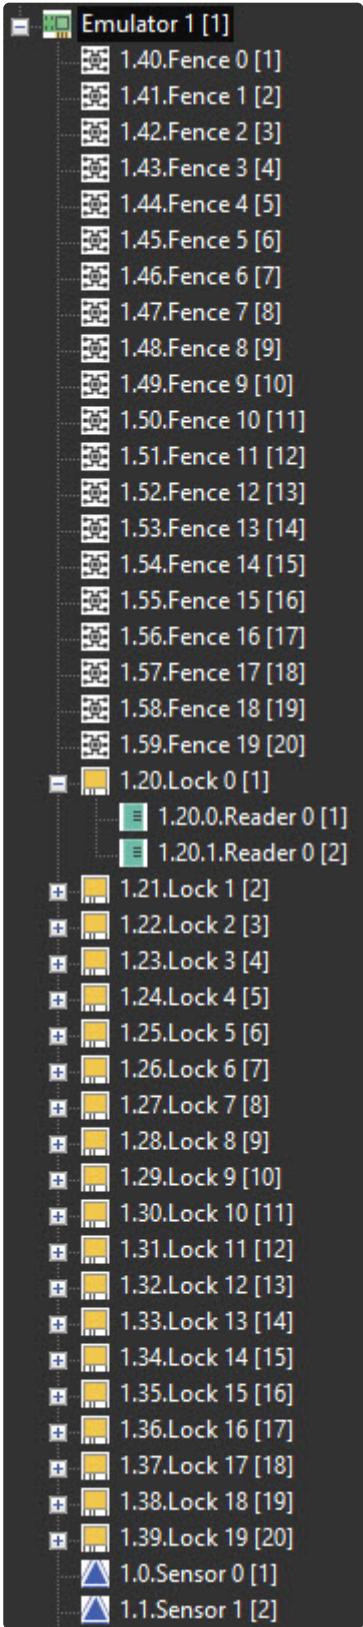 Emulator 1 [1]
1.40.Fence 0 [1]
1.41.Fence 1 [2]
1.42.Fence 2 [3]
1.43.Fence 3 [4]
1.44.Fence 4 [5]
1.45.Fence 5 [6]
1.46.Fence 6 [7]
1.47.Fence 7 [8]
1.48.Fence 8 [9]
1.49.Fence 9 [10]
1.50.Fence 10 [11]
1.51.Fence 11 [12]
1.52.Fence 12 [13]
1.53.Fence 13 [14]
1.54.Fence 14 [15]
1.55.Fence 15 [16]
1.56.Fence 16 [17]
1.57.Fence 17 [18]
1.58.Fence 18 [19]
1.59.Fence 19 [20]
1.20.Lock 0 [1]
1.20.0.Reader 0 [1]
1.20.1.Reader 0 [2]
1.21.Lock 1 [2]
1.22.Lock 2 [3]
1.23.Lock 3 [4]
1.24.Lock 4 [5]
1.25.Lock 5 [6]
1.26.Lock 6 [7]
1.27.Lock 7 [8]
1.28.Lock 8 [9]
1.29.Lock 9 [10]
1.30.Lock 10 [11]
1.31.Lock 11 [12]
1.32.Lock 12 [13]
1.33.Lock 13 [14]
1.34.Lock 14 [15]
1.35.Lock 15 [16]
1.36.Lock 16 [17]
1.37.Lock 17 [18]
1.38.Lock 18 [19]
1.39.Lock 19 [20]
1.0.Sensor 0 [1]
1.1.Sensor 1 [2]